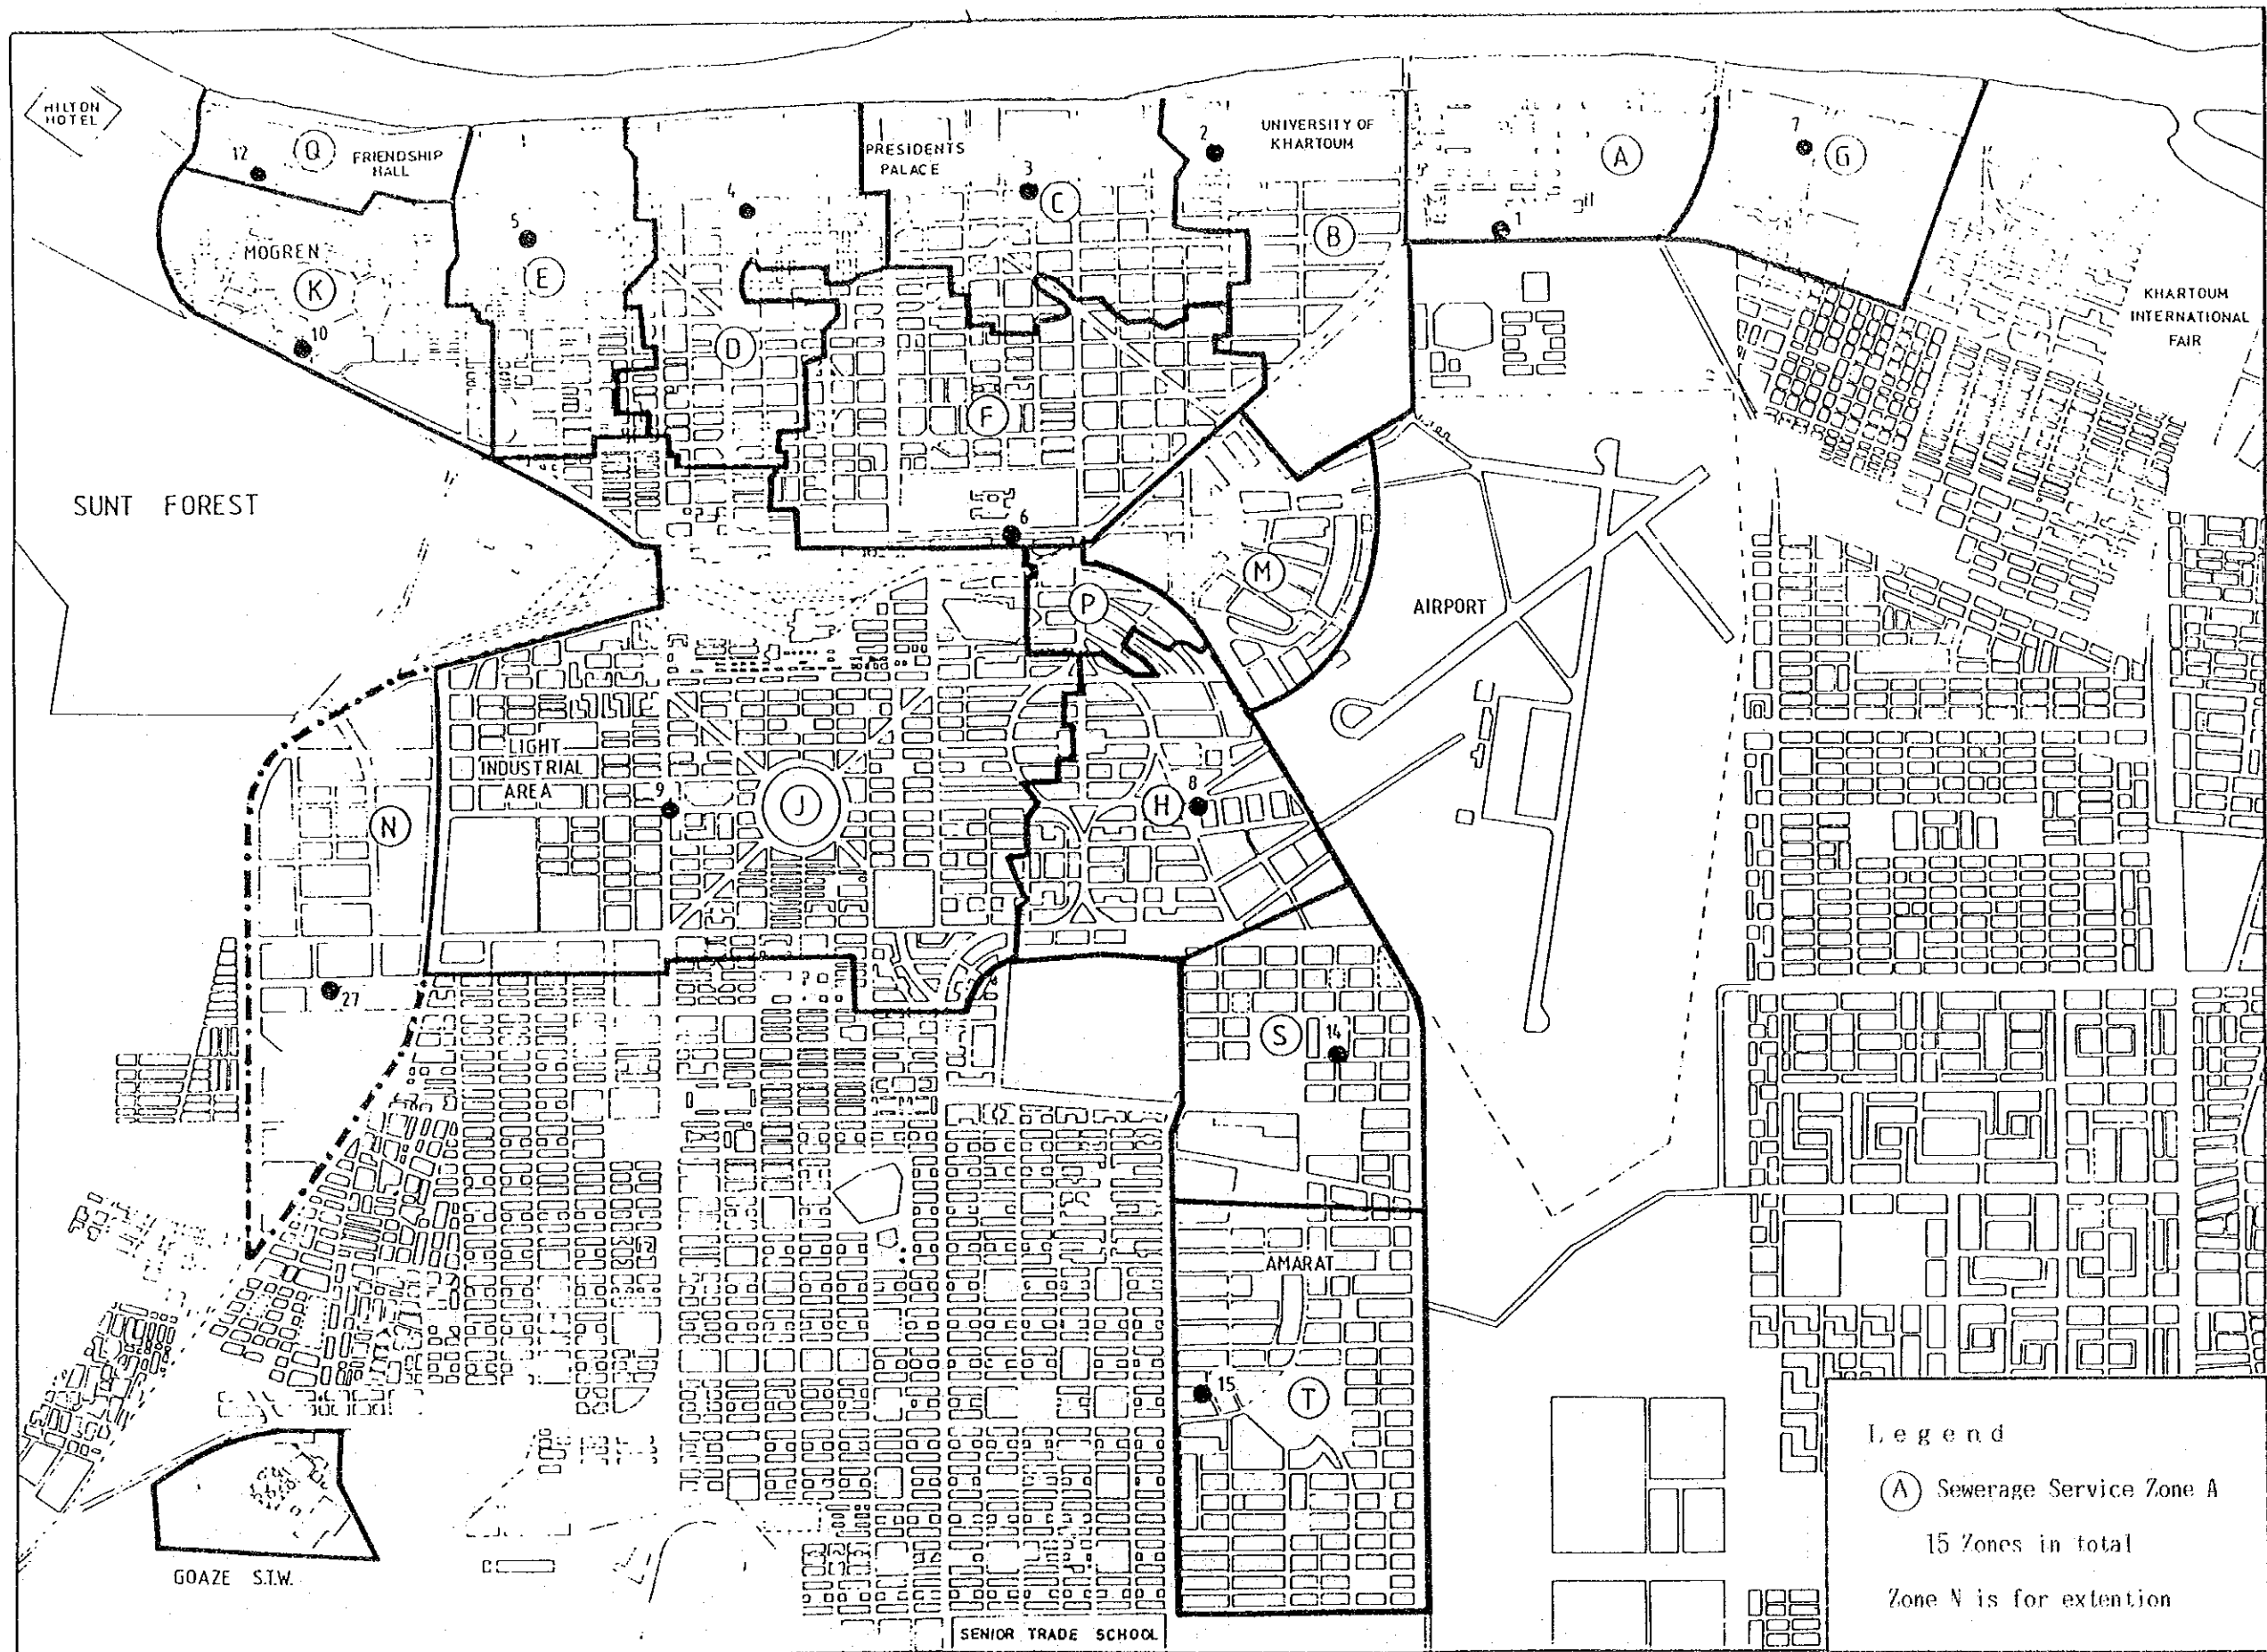 HILTON
HOTEL
12
Q
FRIENDSHIP
HALL
MOGREN
K
10
5
E
4
D
PRESIDENTS
PALACE
3
C
2
UNIVERSITY OF
KHARTOUM
B
A
1
7
G
KHARTOUM
INTERNATIONAL
FAIR
F
6
SUNT FOREST
M
P
AIRPORT
LIGHT
INDUSTRIAL
AREA
9
J
H
8
N
27
S
14
AMARAT
15
T
GOAZE S.T.W.
SENIOR TRADE SCHOOL
Legend
A Sewerage Service Zone A
15 Zones in total
Zone N is for extention